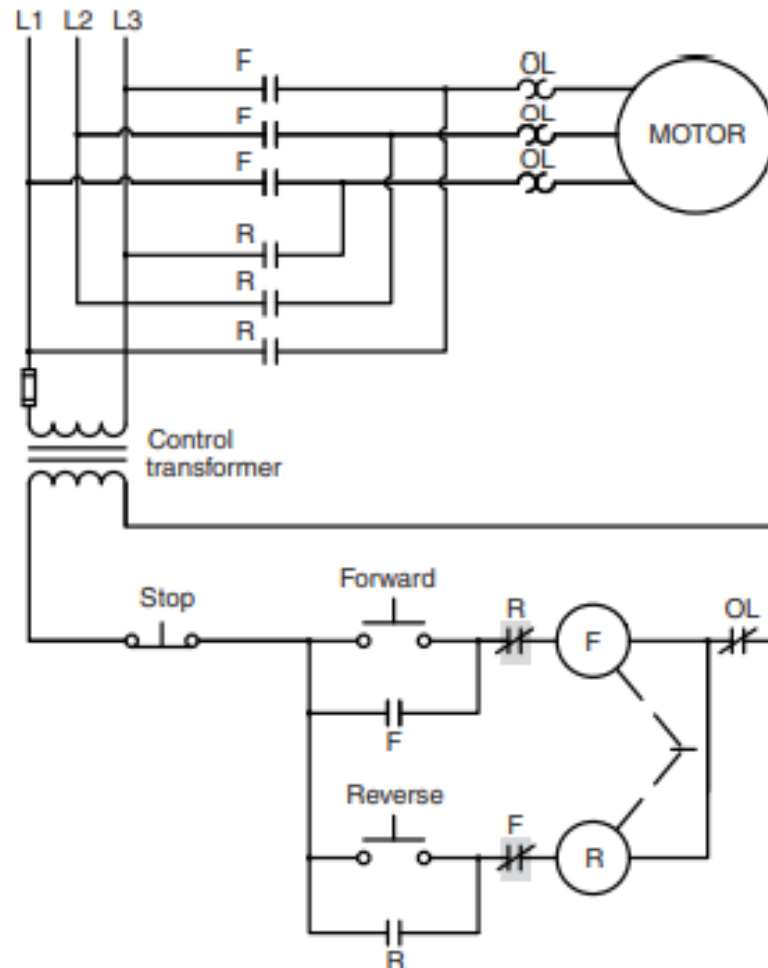 L1 L2 L3
F OL
F OL
MOTOR
F OL
R
R
R
Control
transformer
Forward
Stop R OL
F
F
Reverse
F
R
R